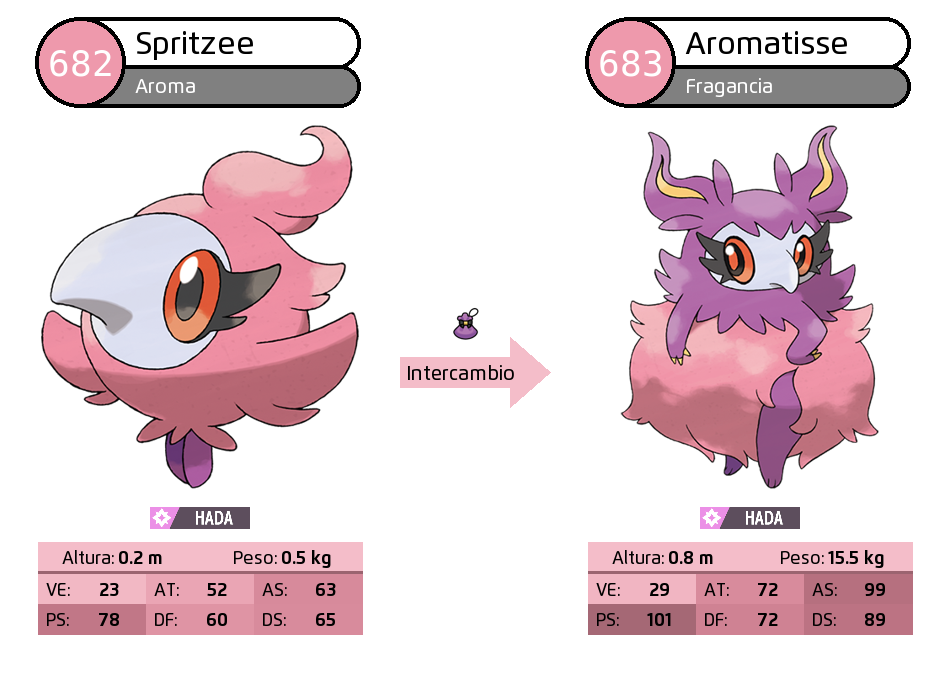 682
Spritzee
Aroma
683
Aromatisse
Fragancia
Intercambio
HADA
HADA
Altura: 0.2 m Peso: 0.5 kg
VE: 23 AT: 52 AS: 63
PS: 78 DF: 60 DS: 65
Altura: 0.8 m Peso: 15.5 kg
VE: 29 AT: 72 AS: 99
PS: 101 DF: 72 DS: 89